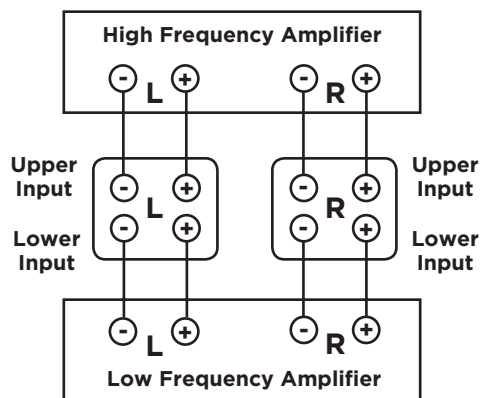 High Frequency Amplifier
- L + - R +
Upper
Input
- L + - R +
Upper
Input
Lower
Input
- + - +
Lower
Input
- L + - R +
Low Frequency Amplifier